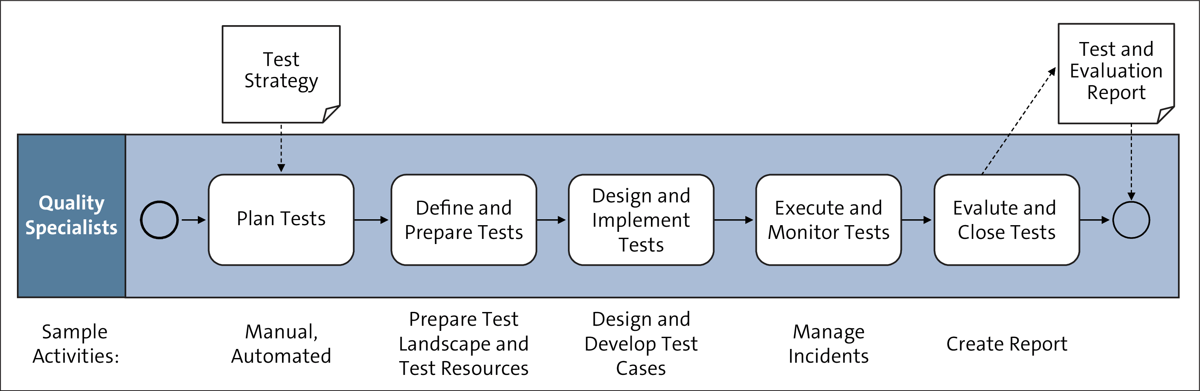 Test
Strategy
Test and
Evaluation
Report
Quality
Specialists
Plan Tests
Define and
Prepare Tests
Design and
Implement
Tests
Execute and
Monitor Tests
Evalute and
Close Tests
Sample
Activities:
Manual,
Automated
Prepare Test
Landscape and
Test Resources
Design and
Develop Test
Cases
Manage
Incidents
Create Report